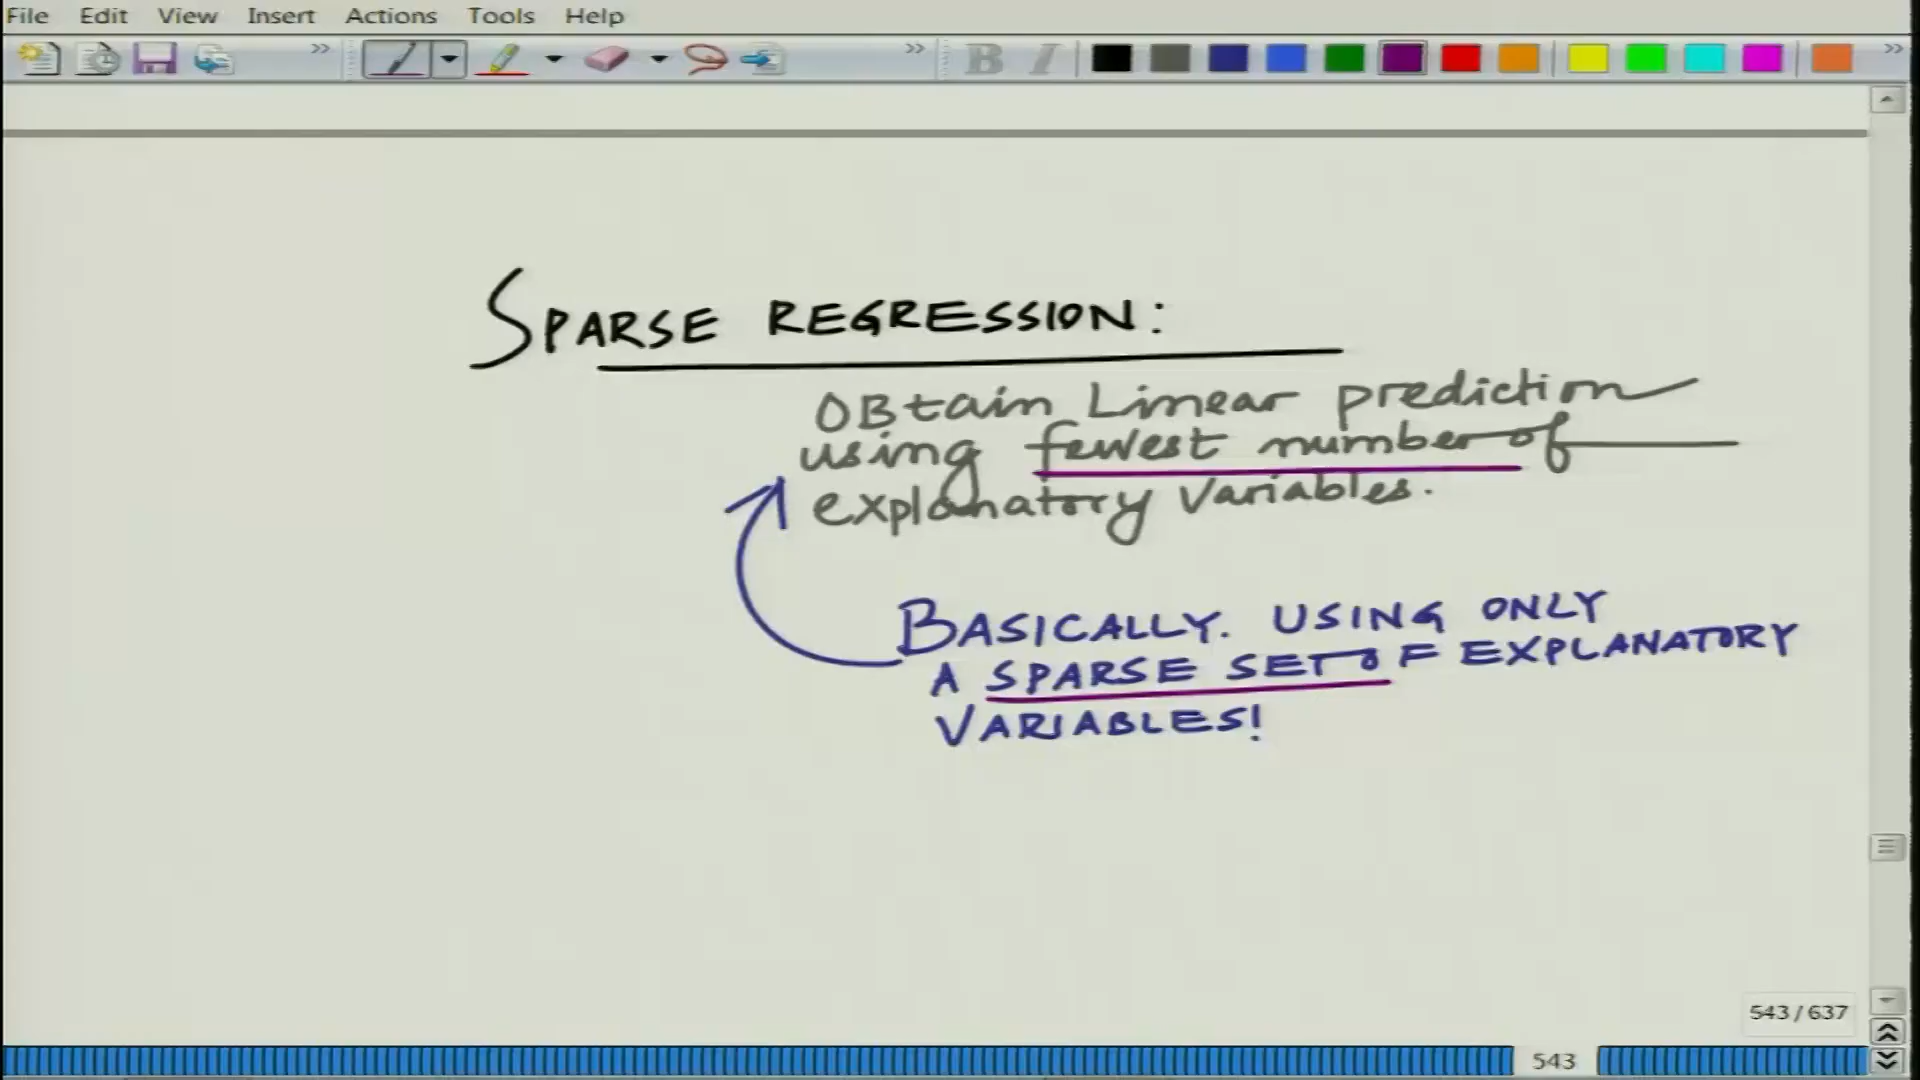 File Edit View Insert Actions Tools Help
B I
SPARSE REGRESSION:
OBtain Linear prediction
using fewest number of
explanatory Variables.
BASICALLY. USING ONLY
A SPARSE SET OF EXPLANATORY
VARIABLES!
543 / 637
543